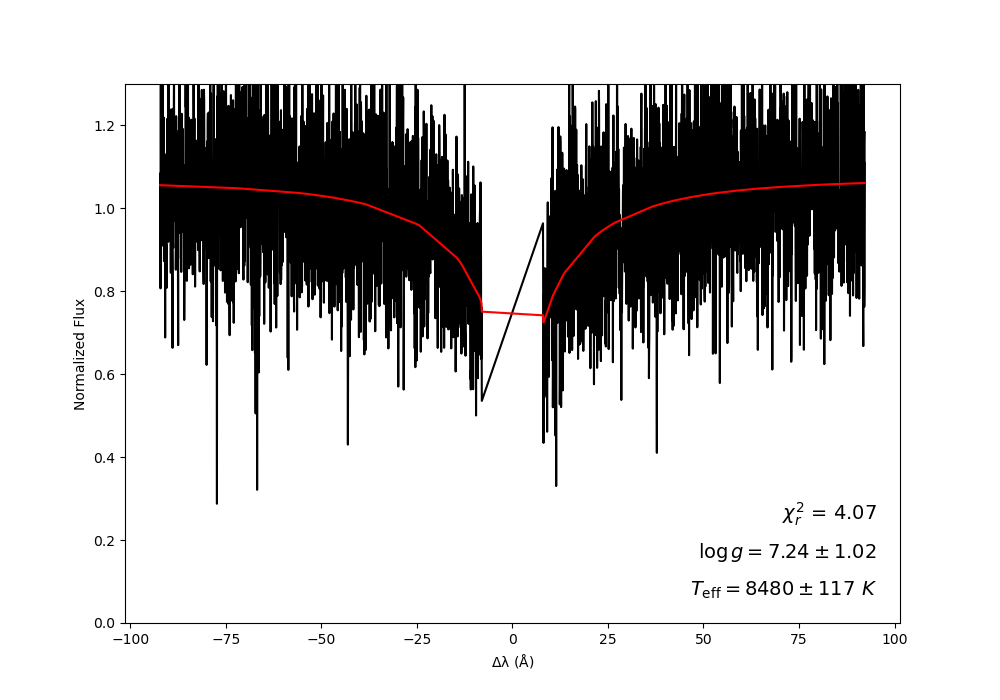 1.2
1.0
0.8
0.6
0.4
0.2
0.0
Normalized Flux
χ²ᵣ = 4.07
log g = 7.24 ± 1.02
T_eff = 8480 ± 117 K
−100 −75 −50 −25 0 25 50 75 100
Δλ (Å)